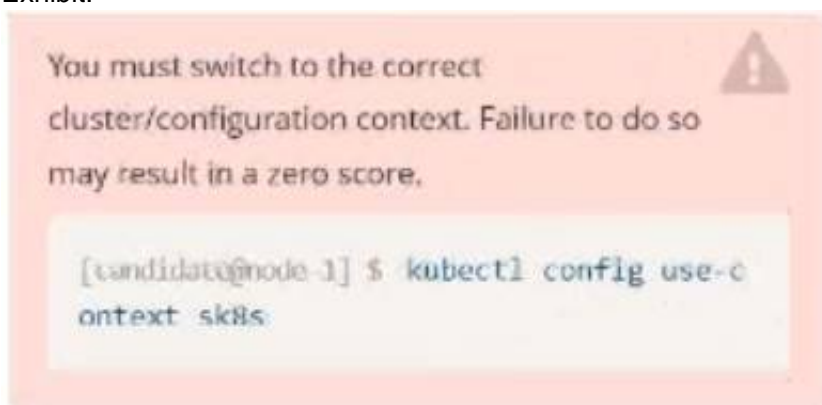 Exhibit:
You must switch to the correct
cluster/configuration context. Failure to do so
may result in a zero score.
[candidate@node-1] $ kubectl config use-c
ontext sk8s